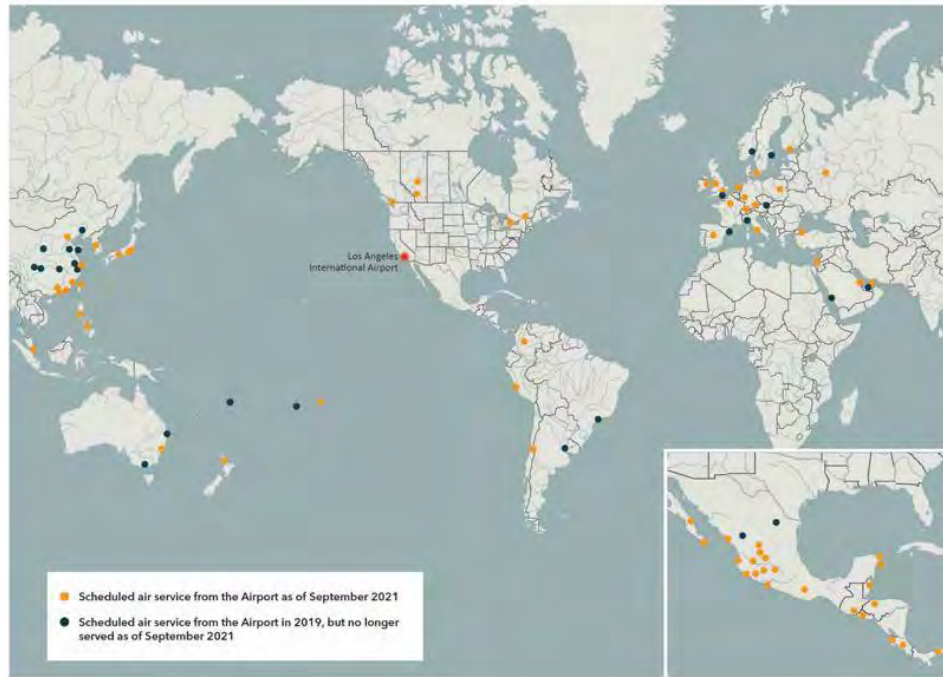 Los Angeles
International Airport
Scheduled air service from the Airport as of September 2021
Scheduled air service from the Airport in 2019, but no longer
served as of September 2021